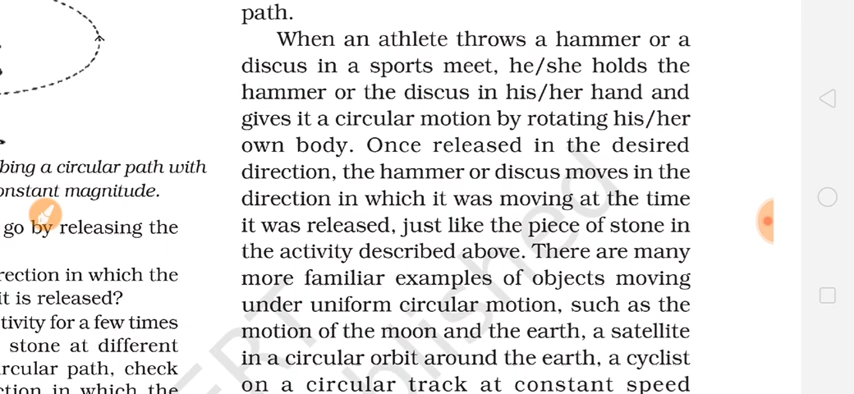 bing a circular path with
onstant magnitude.
go by releasing the
rection in which the
it is released?
tivity for a few times
stone at different
rcular path, check
ction in which the
path.
When an athlete throws a hammer or a
discus in a sports meet, he/she holds the
hammer or the discus in his/her hand and
gives it a circular motion by rotating his/her
own body. Once released in the desired
direction, the hammer or discus moves in the
direction in which it was moving at the time
it was released, just like the piece of stone in
the activity described above. There are many
more familiar examples of objects moving
under uniform circular motion, such as the
motion of the moon and the earth, a satellite
in a circular orbit around the earth, a cyclist
on a circular track at constant speed